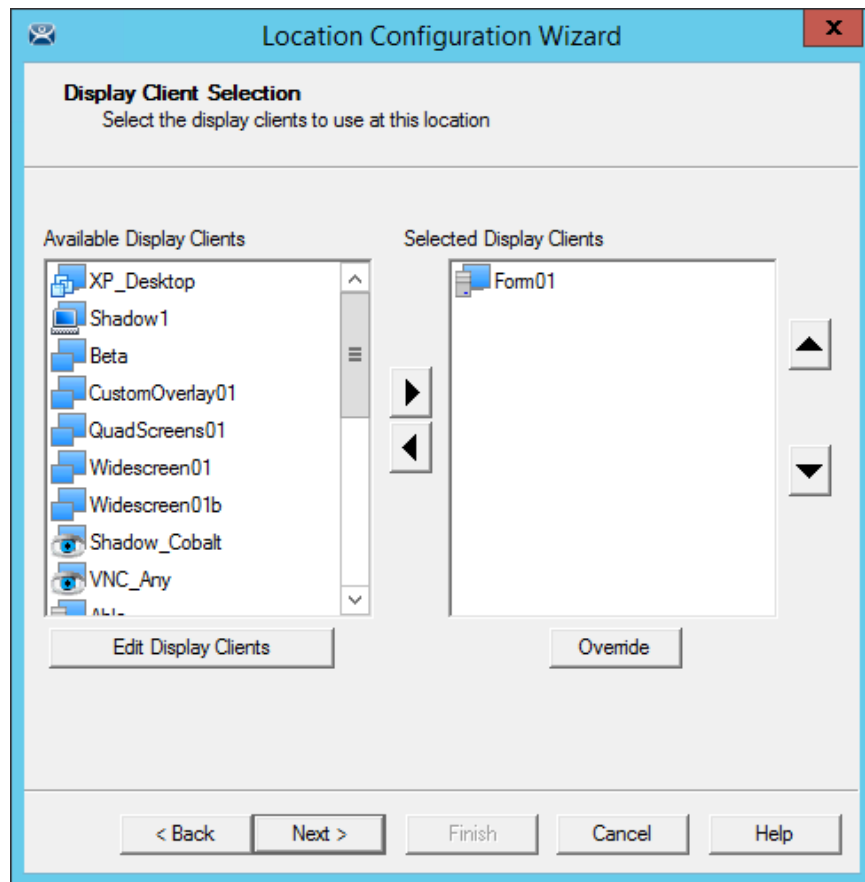 Location Configuration Wizard
x
Display Client Selection
Select the display clients to use at this location
Available Display Clients
Selected Display Clients
XP_Desktop
Shadow1
Beta
CustomOverlay01
QuadScreens01
Widescreen01
Widescreen01b
Shadow_Cobalt
VNC_Any
Form01
Edit Display Clients
Override
< Back
Next >
Finish
Cancel
Help